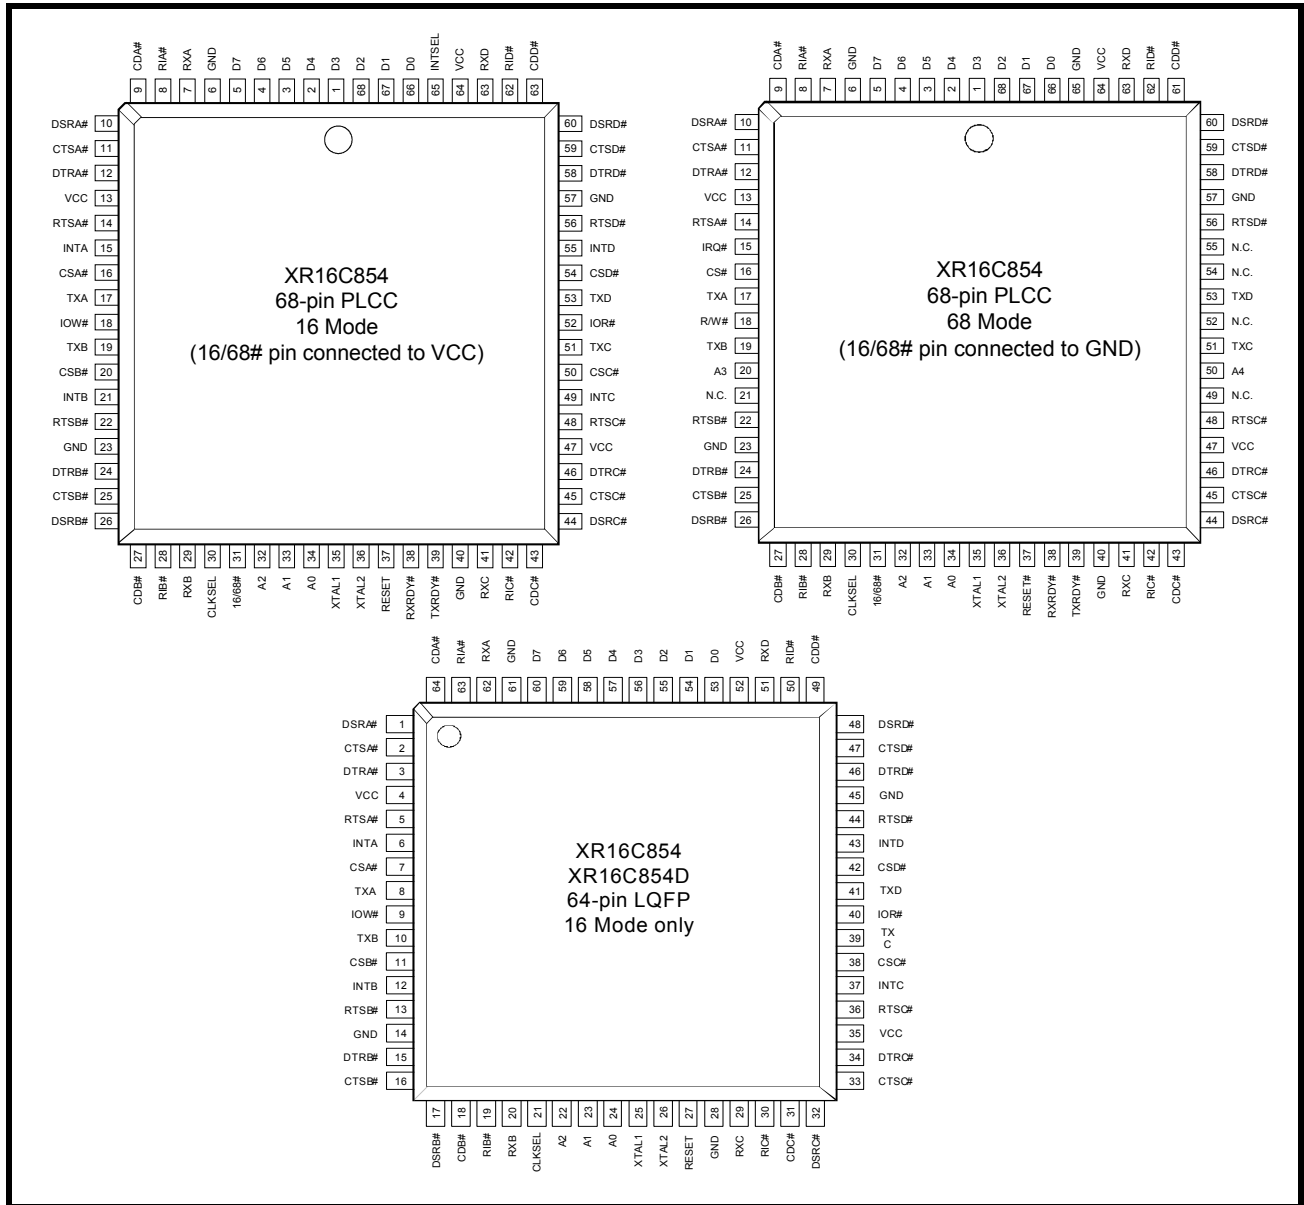 CDA# RIA# RXA GND D7 D6 D5 D4 D3 D2 D1 D0 INTSEL VCC RXD RID# CDD#
9 8 7 6 5 4 3 2 1 68 67 66 65 64 63 62 63
DSRA# 10 60 DSRD#
CTSA# 11 59 CTSD#
DTRA# 12 58 DTRD#
VCC 13 57 GND
RTSA# 14 56 RTSD#
INTA 15 55 INTD
CSA# 16 54 CSD#
TXA 17 53 TXD
IOW# 18 52 IOR#
TXB 19 51 TXC
CSB# 20 50 CSC#
INTB 21 49 INTC
RTSB# 22 48 RTSC#
GND 23 47 VCC
DTRB# 24 46 DTRC#
CTSB# 25 45 CTSC#
DSRB# 26 44 DSRC#
XR16C854
68-pin PLCC
16 Mode
(16/68# pin connected to VCC)
27 28 29 30 31 32 33 34 35 36 37 38 39 40 41 42 43
CDB# RIB# RXB CLKSEL 16/68# A2 A1 A0 XTAL1 XTAL2 RESET RXRDY# TXRDY# GND RXC RIC# CDC#
CDA# RIA# RXA GND D7 D6 D5 D4 D3 D2 D1 D0 GND VCC RXD RID# CDD#
9 8 7 6 5 4 3 2 1 68 67 66 65 64 63 62 61
DSRA# 10 60 DSRD#
CTSA# 11 59 CTSD#
DTRA# 12 58 DTRD#
VCC 13 57 GND
RTSA# 14 56 RTSD#
IRQ# 15 55 N.C.
CS# 16 54 N.C.
TXA 17 53 TXD
R/W# 18 52 N.C.
TXB 19 51 TXC
A3 20 50 A4
N.C. 21 49 N.C.
RTSB# 22 48 RTSC#
GND 23 47 VCC
DTRB# 24 46 DTRC#
CTSB# 25 45 CTSC#
DSRB# 26 44 DSRC#
XR16C854
68-pin PLCC
68 Mode
(16/68# pin connected to GND)
27 28 29 30 31 32 33 34 35 36 37 38 39 40 41 42 43
CDB# RIB# RXB CLKSEL 16/68# A2 A1 A0 XTAL1 XTAL2 RESET# RXRDY# TXRDY# GND RXC RIC# CDC#
CDA# RIA# RXA GND D7 D6 D5 D4 D3 D2 D1 D0 VCC RXD RID# CDD#
64 63 62 61 60 59 58 57 56 55 54 53 52 51 50 49
DSRA# 1 48 DSRD#
CTSA# 2 47 CTSD#
DTRA# 3 46 DTRD#
VCC 4 45 GND
RTSA# 5 44 RTSD#
INTA 6 43 INTD
CSA# 7 42 CSD#
TXA 8 41 TXD
IOW# 9 40 IOR#
TXB 10 39 TX
C
CSB# 11 38 CSC#
INTB 12 37 INTC
RTSB# 13 36 RTSC#
GND 14 35 VCC
DTRB# 15 34 DTRC#
CTSB# 16 33 CTSC#
XR16C854
XR16C854D
64-pin LQFP
16 Mode only
17 18 19 20 21 22 23 24 25 26 27 28 29 30 31 32
DSRB# CDB# RIB# RXB CLKSEL A2 A1 A0 XTAL1 XTAL2 RESET GND RXC RIC# CDC# DSRC#